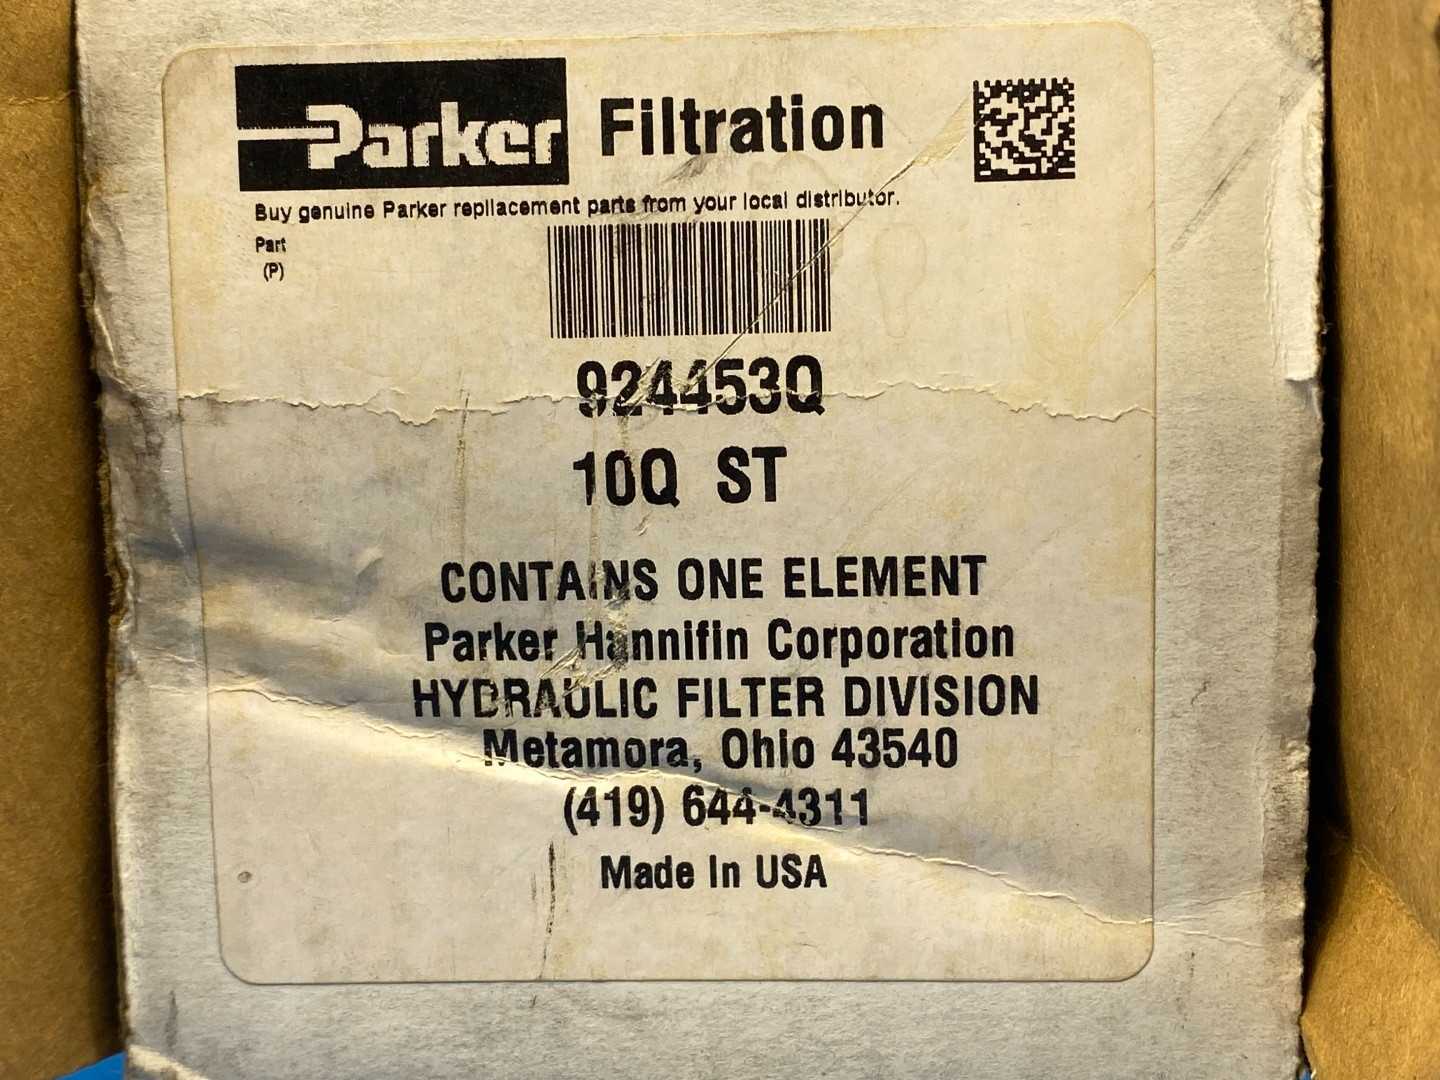 Parker Filtration
Buy genuine Parker repllacement parts from your local distributor.
Part
(P)
924453Q
10Q ST
CONTAINS ONE ELEMENT
Parker Hannifin Corporation
HYDRAULIC FILTER DIVISION
Metamora, Ohio 43540
(419) 644-4311
Made In USA